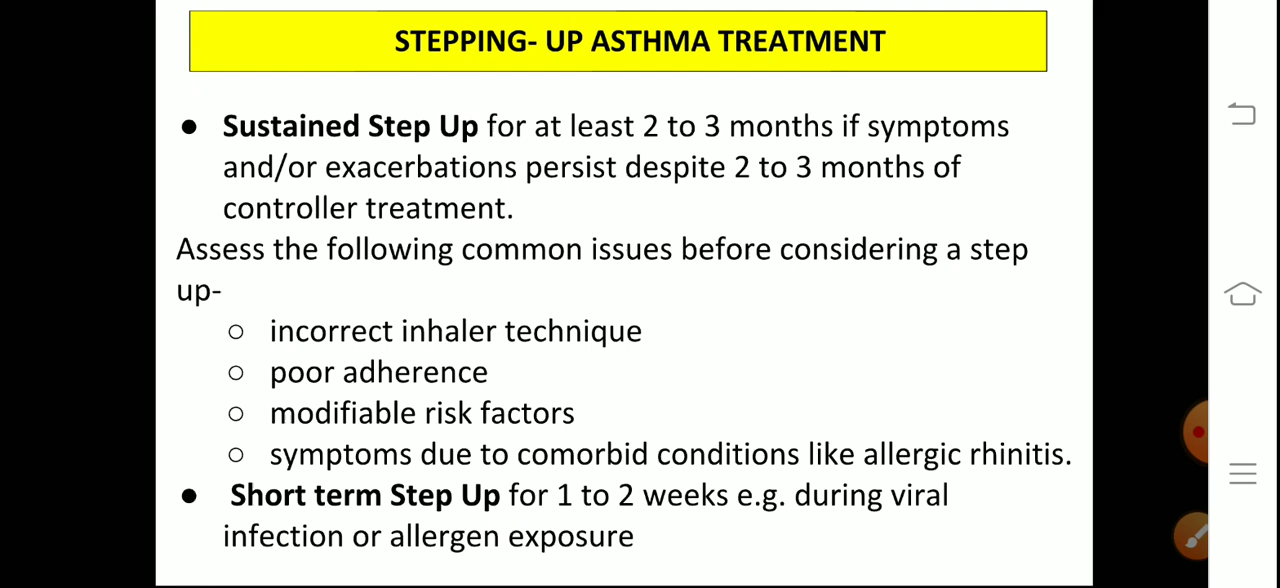 STEPPING- UP ASTHMA TREATMENT
● Sustained Step Up for at least 2 to 3 months if symptoms
and/or exacerbations persist despite 2 to 3 months of
controller treatment.
Assess the following common issues before considering a step
up-
○ incorrect inhaler technique
○ poor adherence
○ modifiable risk factors
○ symptoms due to comorbid conditions like allergic rhinitis.
● Short term Step Up for 1 to 2 weeks e.g. during viral
infection or allergen exposure